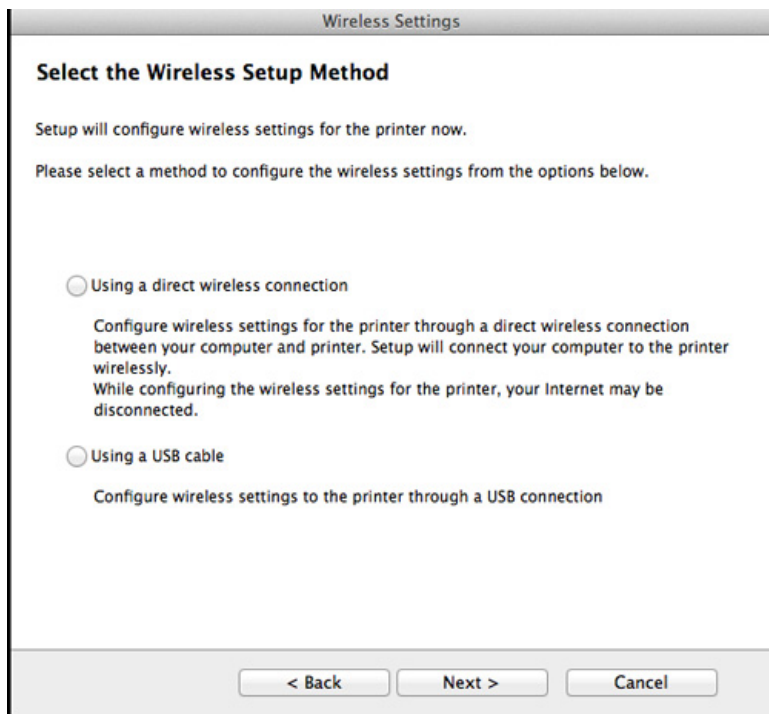 Wireless Settings
Select the Wireless Setup Method
Setup will configure wireless settings for the printer now.
Please select a method to configure the wireless settings from the options below.
Using a direct wireless connection
Configure wireless settings for the printer through a direct wireless connection
between your computer and printer. Setup will connect your computer to the printer
wirelessly.
While configuring the wireless settings for the printer, your Internet may be
disconnected.
Using a USB cable
Configure wireless settings to the printer through a USB connection
< Back Next > Cancel